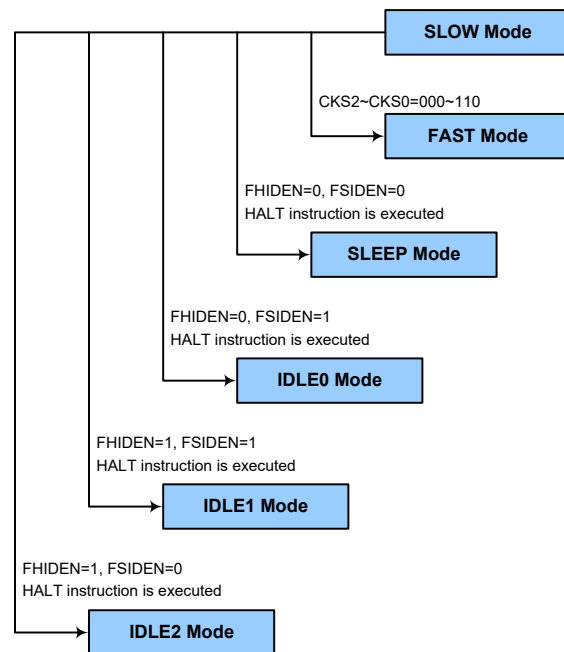 SLOW Mode
CKS2~CKS0=000~110
FAST Mode
FHIDEN=0, FSIDEN=0
HALT instruction is executed
SLEEP Mode
FHIDEN=0, FSIDEN=1
HALT instruction is executed
IDLE0 Mode
FHIDEN=1, FSIDEN=1
HALT instruction is executed
IDLE1 Mode
FHIDEN=1, FSIDEN=0
HALT instruction is executed
IDLE2 Mode